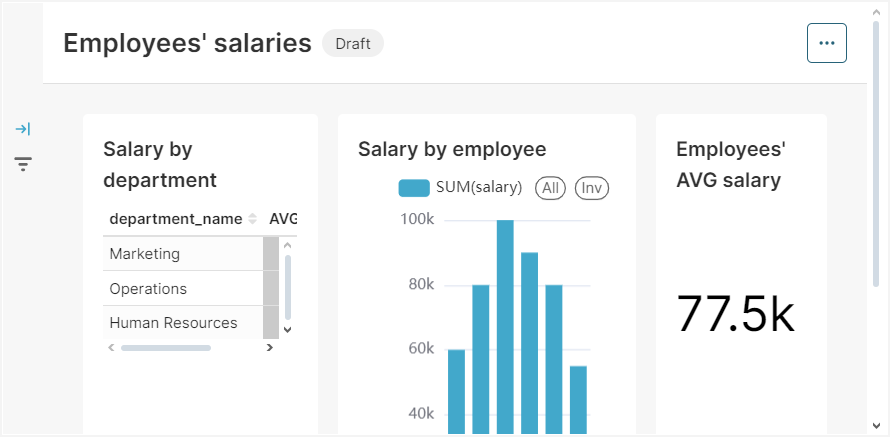 Employees' salaries Draft
Salary by
department
department_name AVG
Marketing
Operations
Human Resources
Salary by employee
SUM(salary) All Inv
100k
80k
60k
40k
Employees'
AVG salary
77.5k